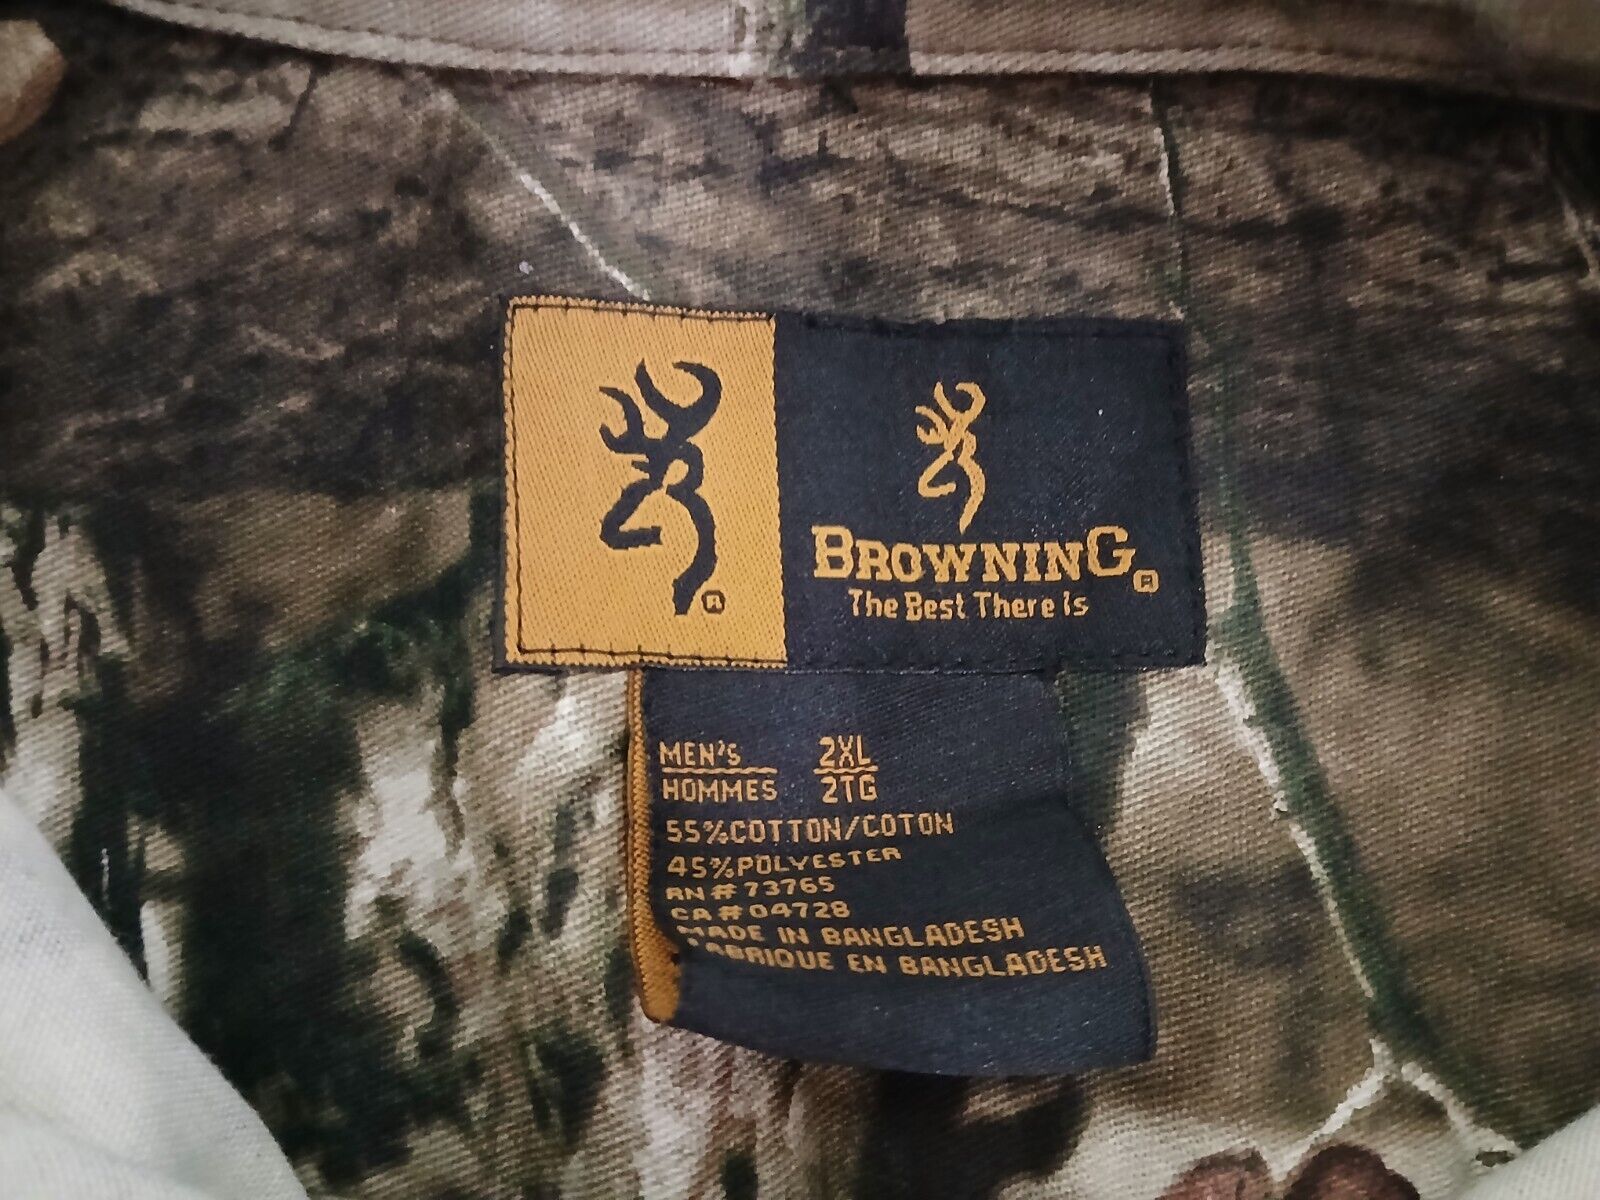 BROWNING®
The Best There Is
®
MEN'S 2XL
HOMMES 2TG
55%COTTON/COTON
45%POLYESTER
RN#73765
CA#04728
MADE IN BANGLADESH
FABRIQUE EN BANGLADESH